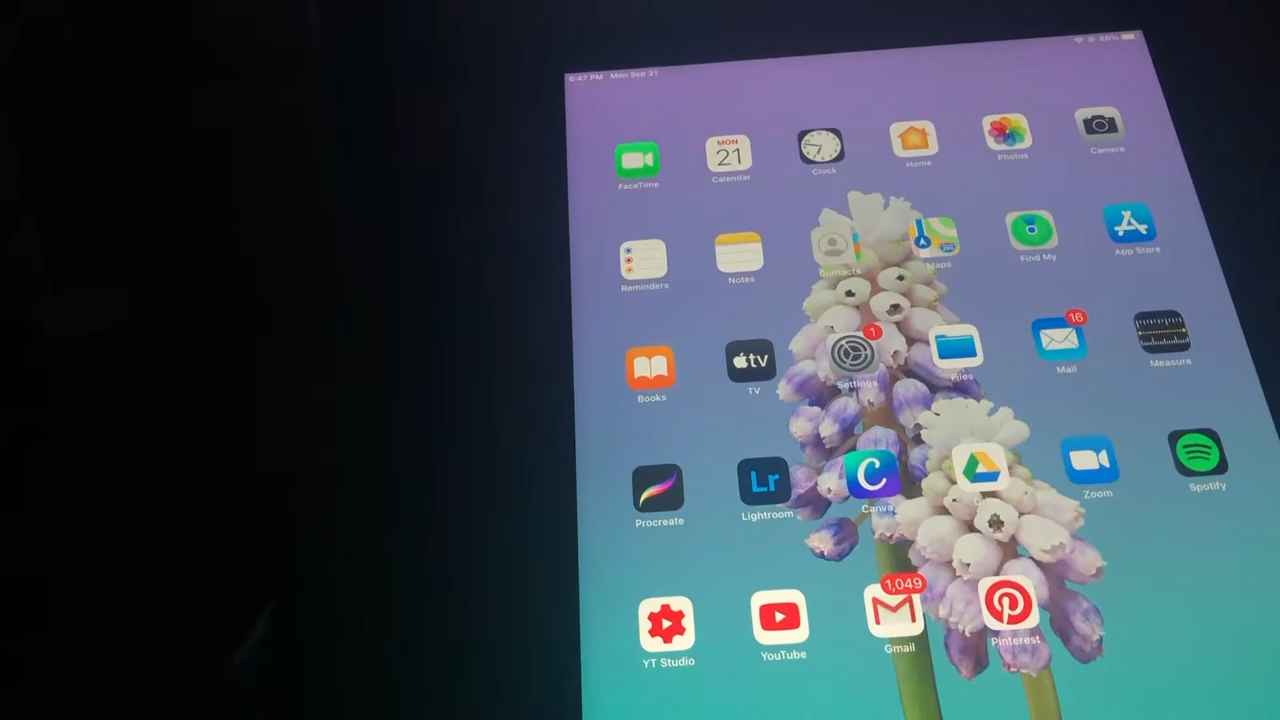 6:47 PM Mon Sep 21
86%
MON
21
FaceTime
Calendar
Clock
Home
Photos
Camera
Reminders
Notes
Contacts
Maps
Find My
App Store
tv
1
16
Books
TV
Settings
Files
Mail
Measure
Lr
C
Procreate
Lightroom
Canva
Zoom
Spotify
1,049
YT Studio
YouTube
Gmail
Pinterest